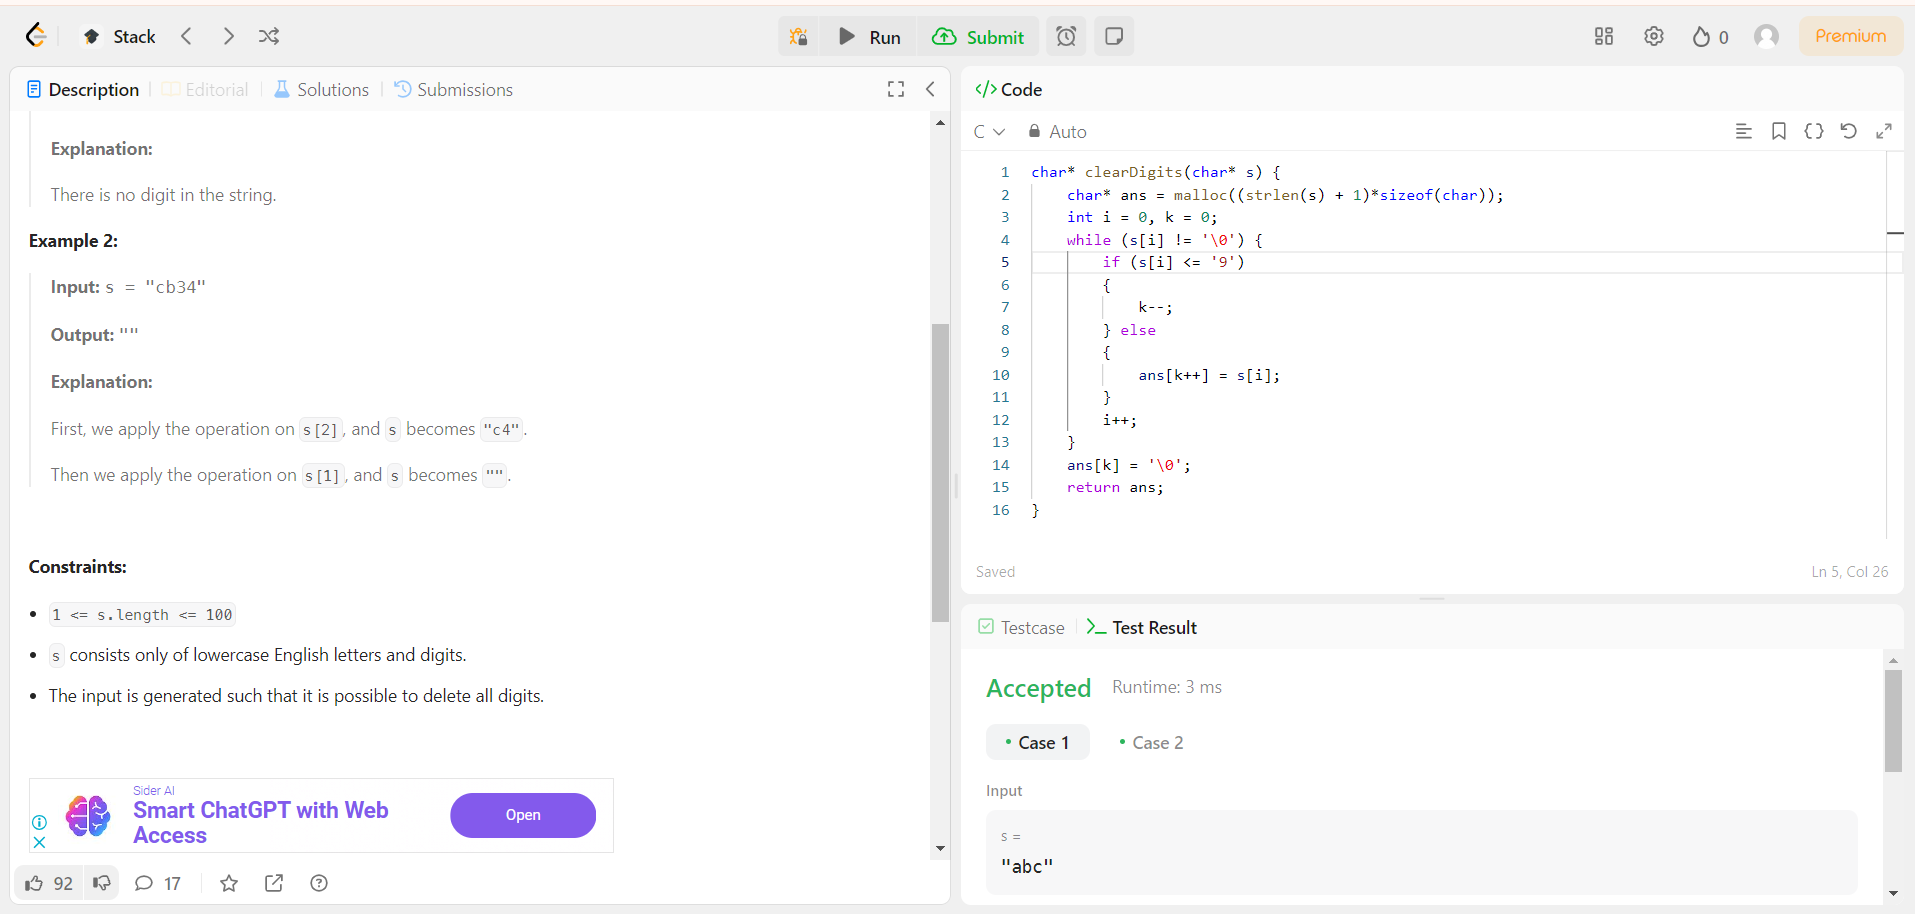 Stack
Run
Submit
0
Premium
Description
Editorial
Solutions
Submissions
Explanation:
There is no digit in the string.
Example 2:
Input: s = "cb34"
Output: ""
Explanation:
First, we apply the operation on s[2], and s becomes "c4".
Then we apply the operation on s[1], and s becomes "".
Constraints:
• 1 <= s.length <= 100
• s consists only of lowercase English letters and digits.
• The input is generated such that it is possible to delete all digits.
Sider AI
Smart ChatGPT with Web
Access
Open
92
17
</> Code
C
Auto
1 char* clearDigits(char* s) {
2     char* ans = malloc((strlen(s) + 1)*sizeof(char));
3     int i = 0, k = 0;
4     while (s[i] != '\0') {
5         if (s[i] <= '9')
6         {
7             k--;
8         } else
9         {
10             ans[k++] = s[i];
11         }
12         i++;
13     }
14     ans[k] = '\0';
15     return ans;
16 }
Saved
Ln 5, Col 26
Testcase
Test Result
Accepted
Runtime: 3 ms
• Case 1
• Case 2
Input
s =
"abc"